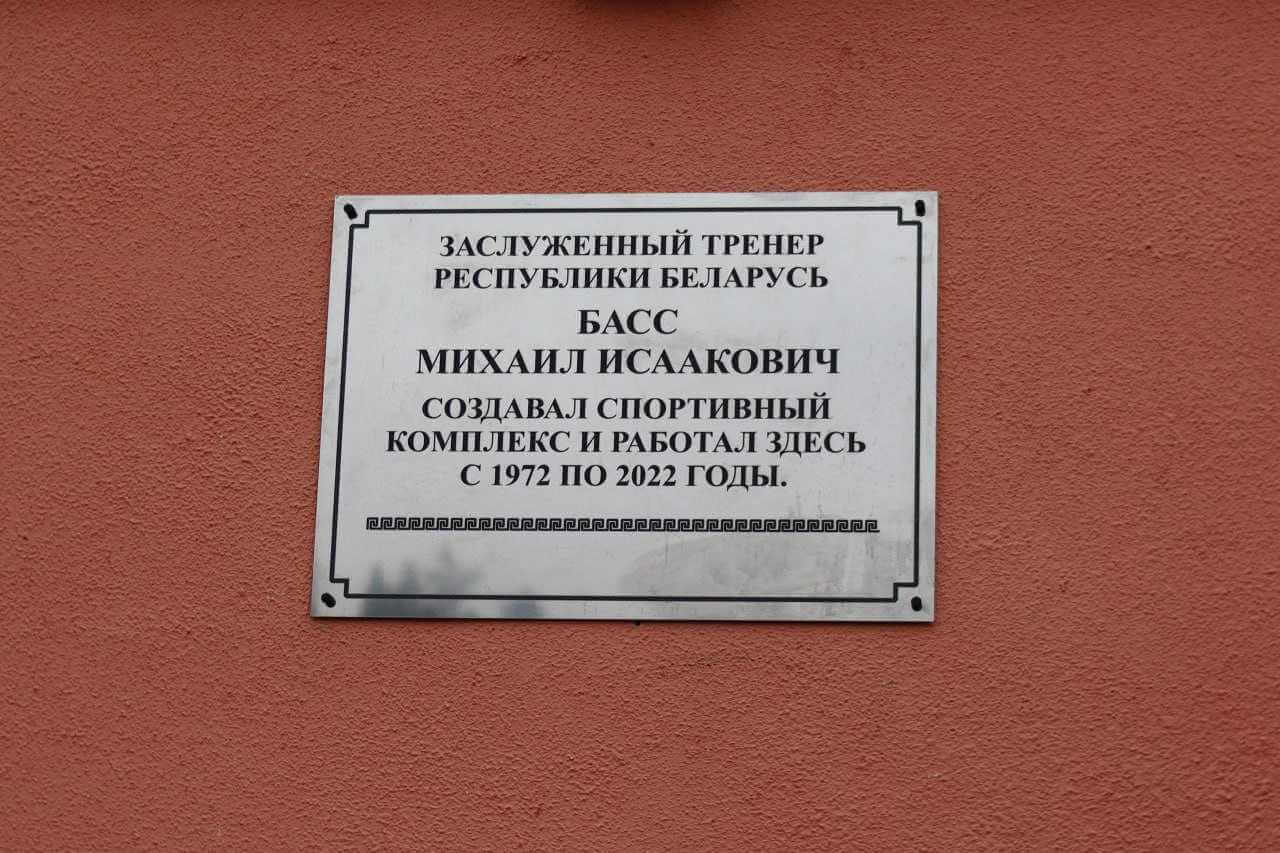 ЗАСЛУЖЕННЫЙ ТРЕНЕР
РЕСПУБЛИКИ БЕЛАРУСЬ
БАСС
МИХАИЛ ИСААКОВИЧ
СОЗДАВАЛ СПОРТИВНЫЙ
КОМПЛЕКС И РАБОТАЛ ЗДЕСЬ
С 1972 ПО 2022 ГОДЫ.